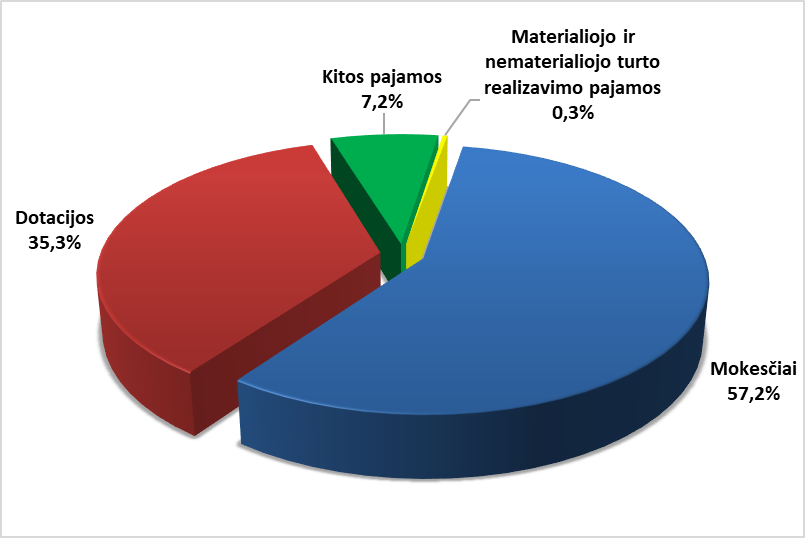 Materialiojo ir
nematerialiojo turto
realizavimo pajamos
0,3%
Kitos pajamos
7,2%
Dotacijos
35,3%
Mokesčiai
57,2%